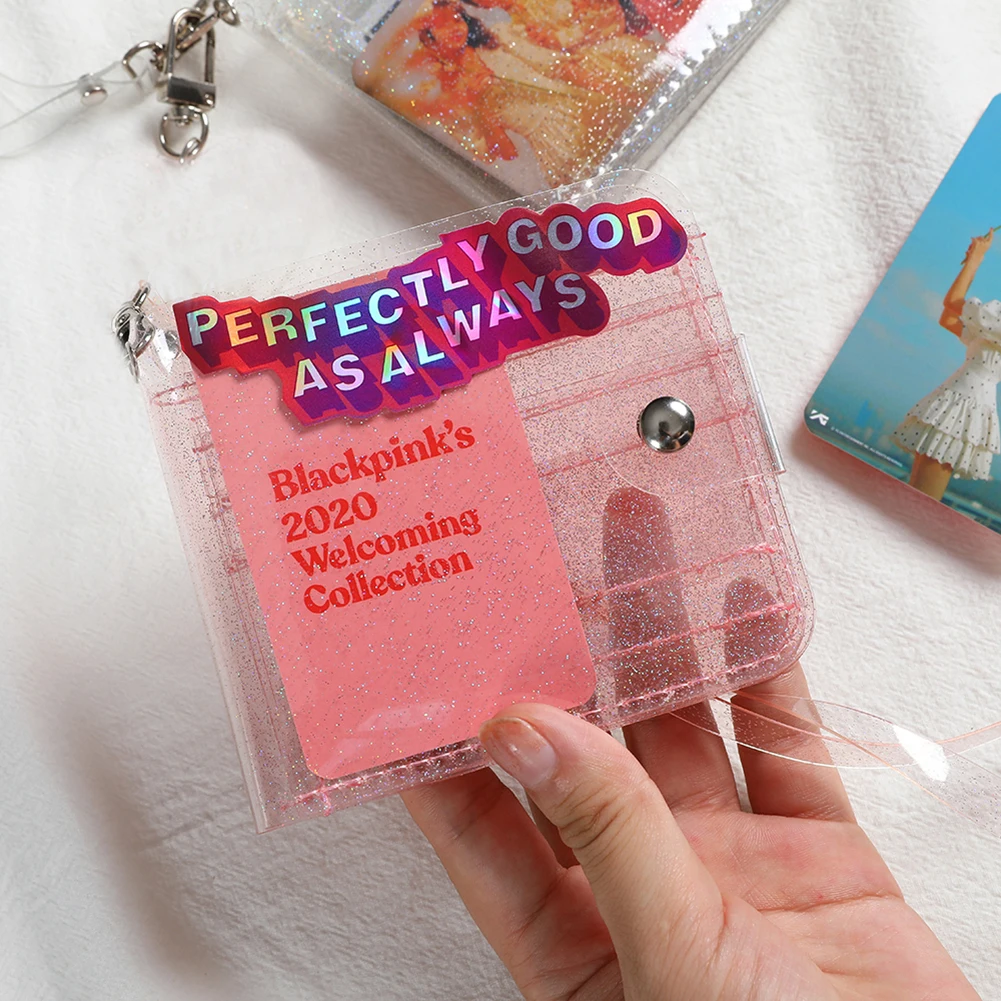 PERFECTLY GOOD
AS ALWAYS
Blackpink's
2020
Welcoming
Collection